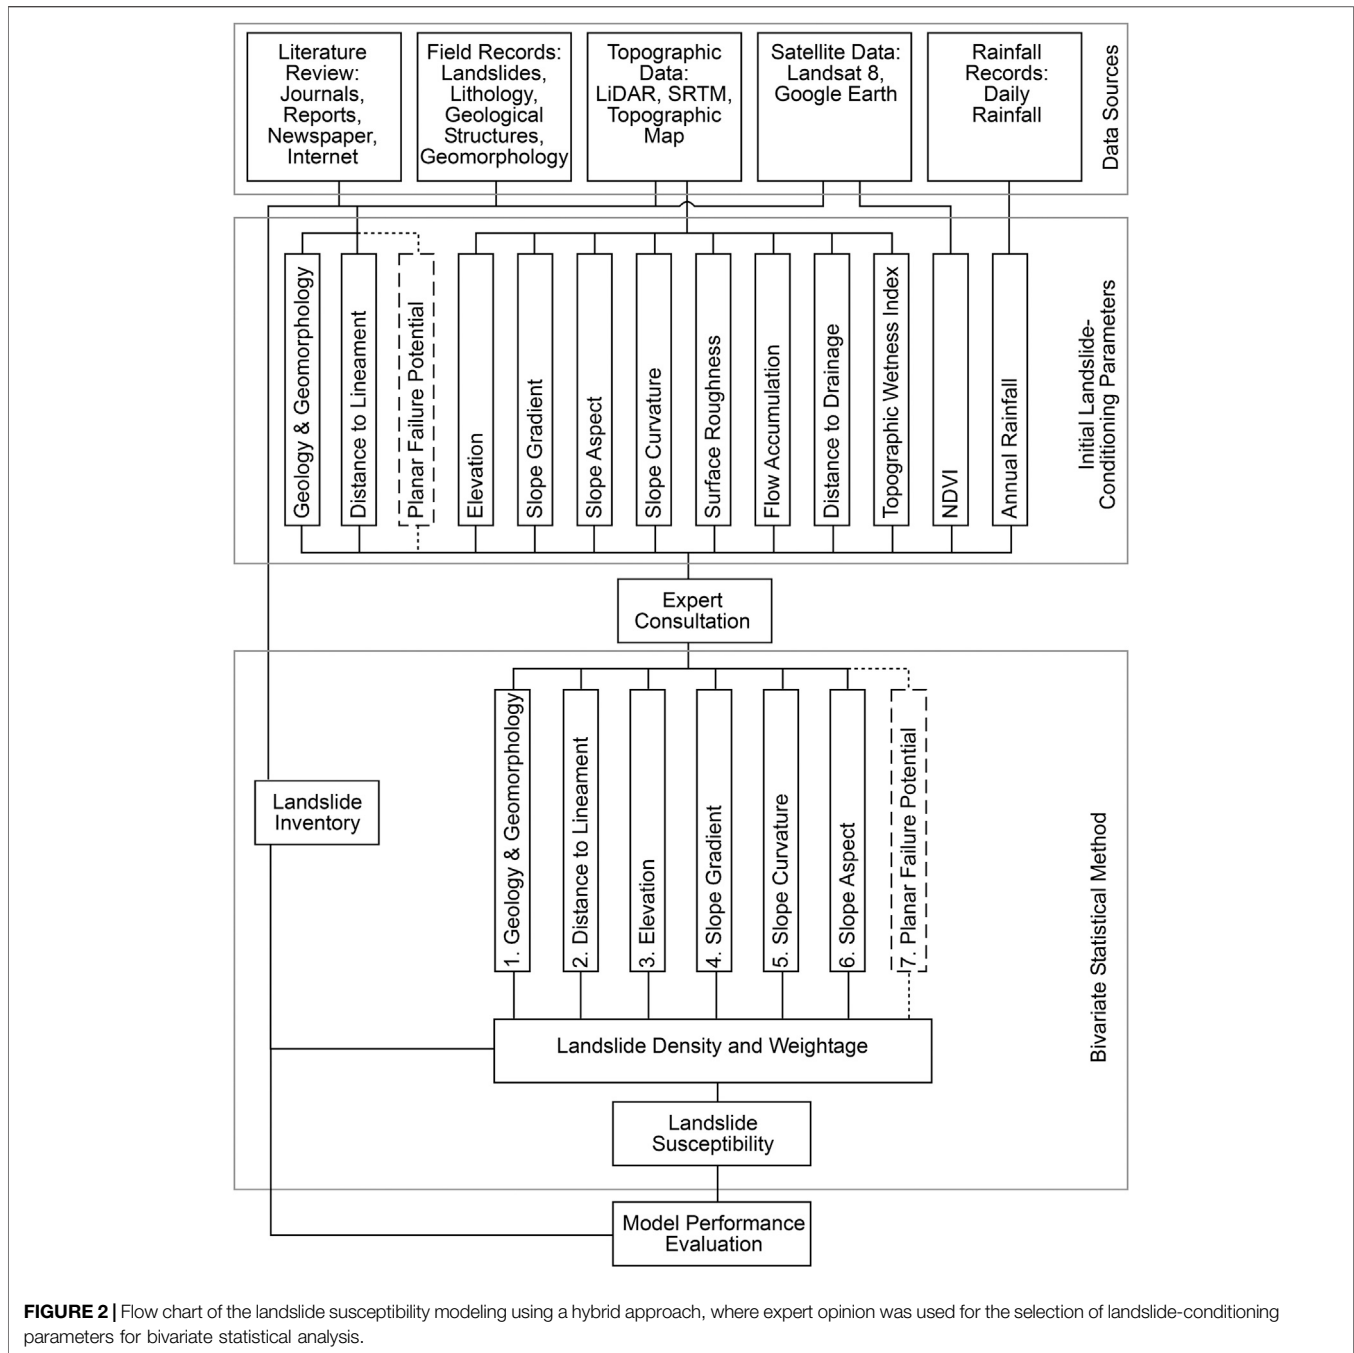 Literature
Review:
Journals,
Reports,
Newspaper,
Internet
Field Records:
Landslides,
Lithology,
Geological
Structures,
Geomorphology
Topographic
Data:
LiDAR, SRTM,
Topographic
Map
Satellite Data:
Landsat 8,
Google Earth
Rainfall
Records:
Daily
Rainfall
Data Sources
Geology & Geomorphology
Distance to Lineament
Planar Failure Potential
Elevation
Slope Gradient
Slope Aspect
Slope Curvature
Surface Roughness
Flow Accumulation
Distance to Drainage
Topographic Wetness Index
NDVI
Annual Rainfall
Initial Landslide-
Conditioning Parameters
Expert
Consultation
Landslide
Inventory
1. Geology & Geomorphology
2. Distance to Lineament
3. Elevation
4. Slope Gradient
5. Slope Curvature
6. Slope Aspect
7. Planar Failure Potential
Bivariate Statistical Method
Landslide Density and Weightage
Landslide
Susceptibility
Model Performance
Evaluation
FIGURE 2 | Flow chart of the landslide susceptibility modeling using a hybrid approach, where expert opinion was used for the selection of landslide-conditioning
parameters for bivariate statistical analysis.